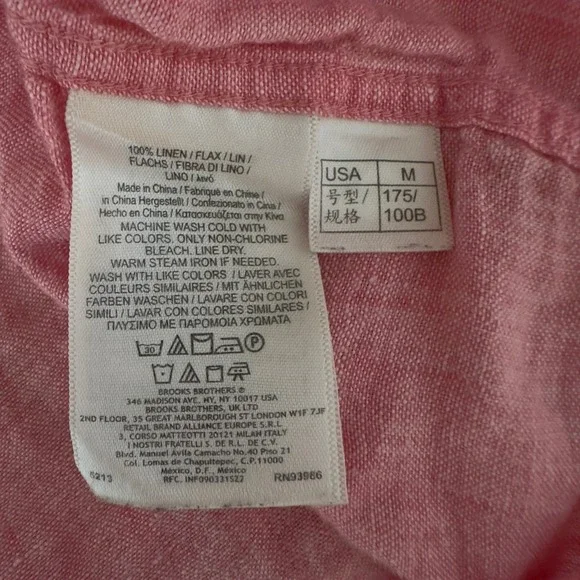 100% LINEN / FLAX / LIN /
FLACHS / FIBRA DI LINO /
LINO / λινό
Made in China / Fabriqué en Chine /
in China Hergestellt / Confezionato in Cina /
Hecho en China / Κατασκευάζεται στην Κίνα
MACHINE WASH COLD WITH
LIKE COLORS. ONLY NON-CHLORINE
BLEACH. LINE DRY.
WARM STEAM IRON IF NEEDED.
WASH WITH LIKE COLORS / LAVER AVEC
COULEURS SIMILAIRES / MIT ÄHNLICHEN
FARBEN WASCHEN / LAVARE CON COLORI
SIMILI / LAVAR CON COLORES SIMILARES /
ΠΛΥΣΙΜΟ ΜΕ ΠΑΡΟΜΟΙΑ ΧΡΩΜΑΤΑ
30 P
BROOKS BROTHERS ®
346 MADISON AVE, NY, NY 10017 USA
BROOKS BROTHERS, UK LTD
2ND FLOOR, 35 GREAT MARLBOROUGH ST LONDON W1F 7JF
RETAIL BRAND ALLIANCE EUROPE S.R.L.
3, CORSO MATTEOTTI 20121 MILAN ITALY
I NOSTRI FRATELLI S. DE R.L. DE C.V.
Blvd. Manuel Ávila Camacho No.40 Piso 21
Col. Lomas de Chapultepec, C.P.11000
México, D.F., México
RFC. INF090331S22
6213 RN93986
USA M
号型/ 175/
规格 100B